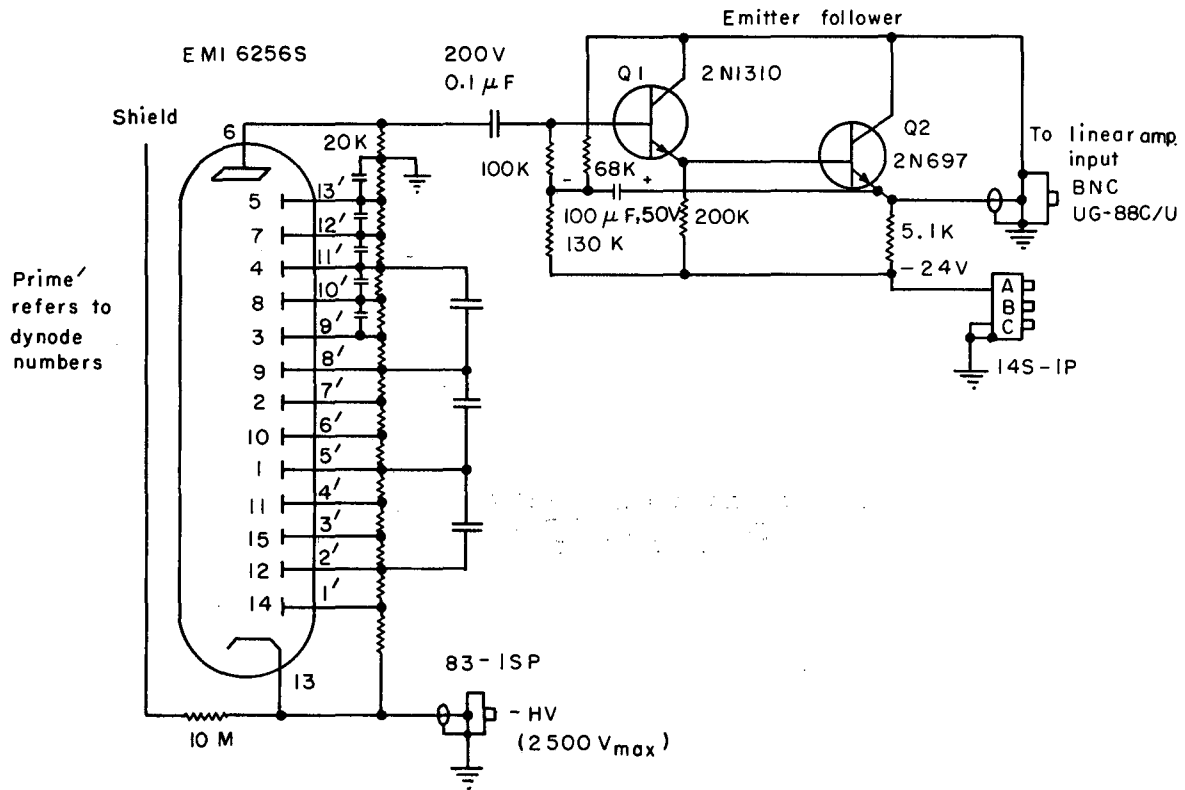 Emitter follower
EMI 6256S
200V
0.1 μF
Q1
2N1310
Shield
6
20K
Q2
2N697
To linear amp.
input
BNC
UG-88C/U
100K
68K
-
+
5
13′
7
12′
4
11′
8
10′
3
9′
9
8′
2
7′
10
6′
1
5′
11
4′
15
3′
12
2′
14
1′
13
100 μF, 50V
130 K
200K
5.1K
-24V
A
B
C
14S-1P
Prime′
refers to
dynode
numbers
83-1SP
-HV
(2500 Vmax)
10 M